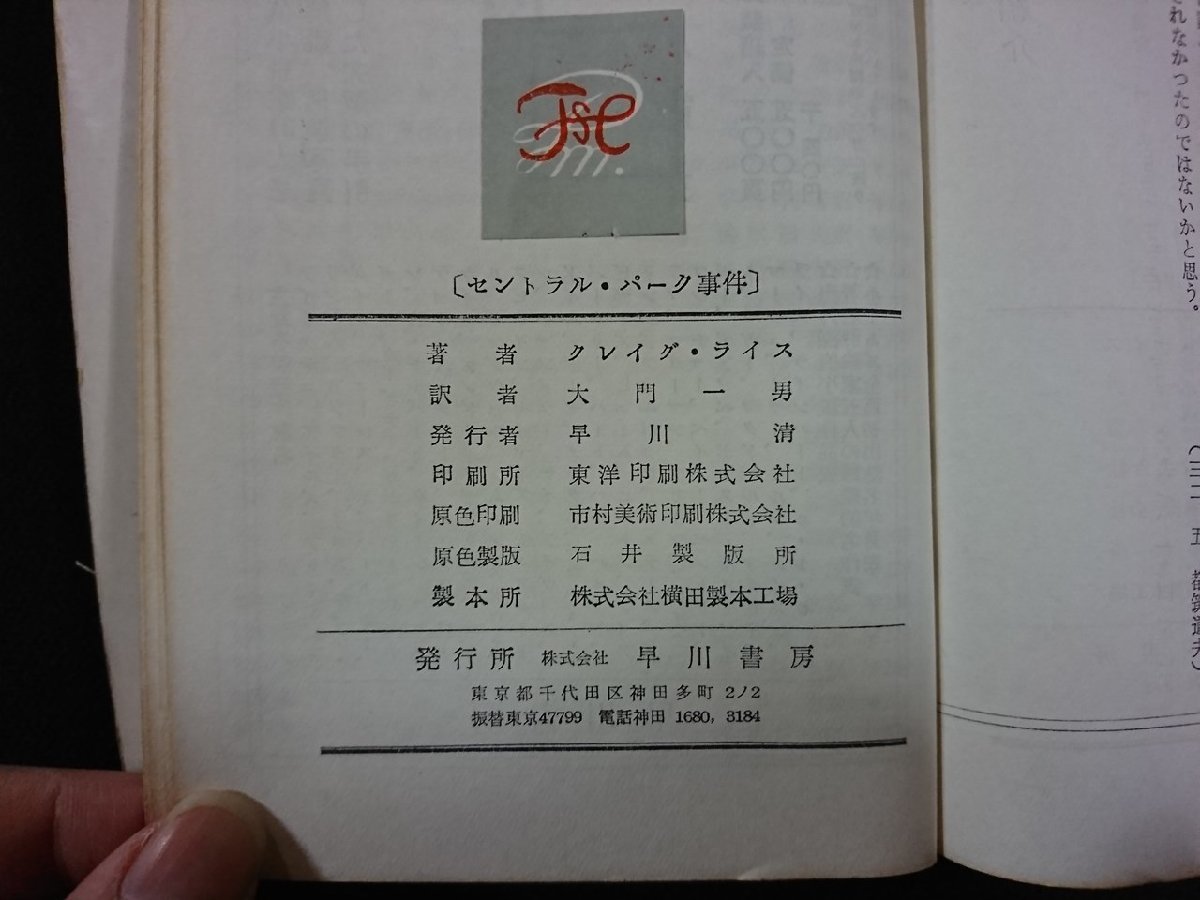 〔セントラル・パーク事件〕
著者 クレイグ・ライス
訳者 大門一男
発行者 早川清
印刷所 東洋印刷株式会社
原色印刷 市村美術印刷株式会社
原色製版 石井製版所
製本所 株式会社横田製本工場
発行所 株式会社 早川書房
東京都千代田区神田多町 2ノ2
振替東京47799 電話神田 1680, 3184
れなかったのではないかと思う。